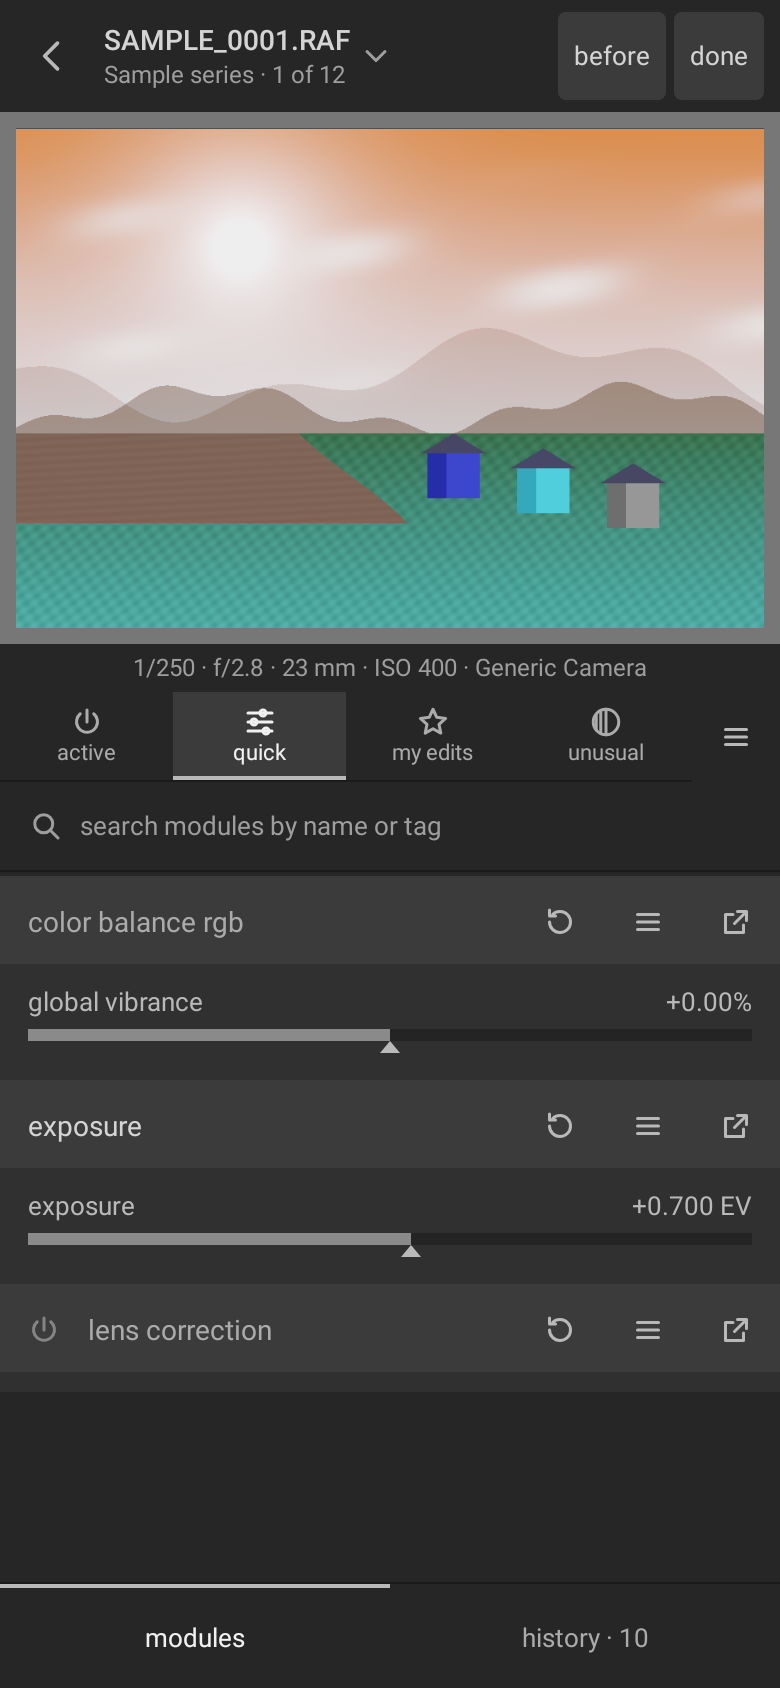 SAMPLE_0001.RAF
Sample series · 1 of 12
before
done
1/250 · f/2.8 · 23 mm · ISO 400 · Generic Camera
active
quick
my edits
unusual
search modules by name or tag
color balance rgb
global vibrance
+0.00%
exposure
exposure
+0.700 EV
lens correction
modules
history · 10